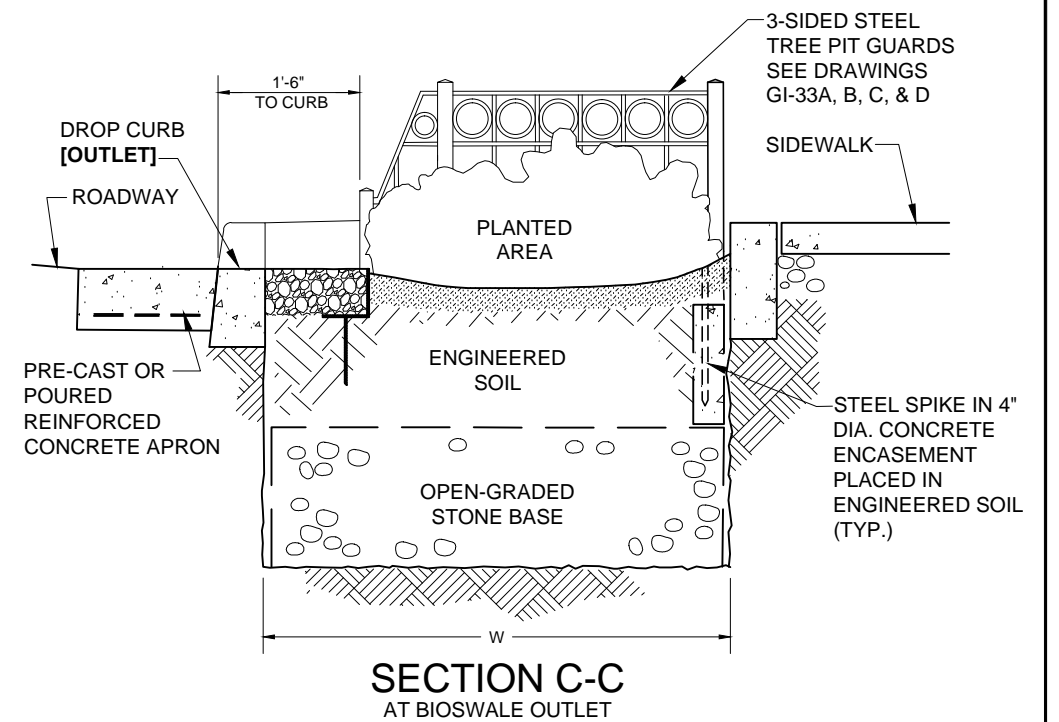 3-SIDED STEEL
TREE PIT GUARDS
SEE DRAWINGS
GI-33A, B, C, & D
1'-6"
TO CURB
DROP CURB
[OUTLET]
ROADWAY
SIDEWALK
PLANTED
AREA
PRE-CAST OR
POURED
REINFORCED
CONCRETE APRON
ENGINEERED
SOIL
STEEL SPIKE IN 4"
DIA. CONCRETE
ENCASEMENT
PLACED IN
ENGINEERED SOIL
(TYP.)
OPEN-GRADED
STONE BASE
W
SECTION C-C
AT BIOSWALE OUTLET